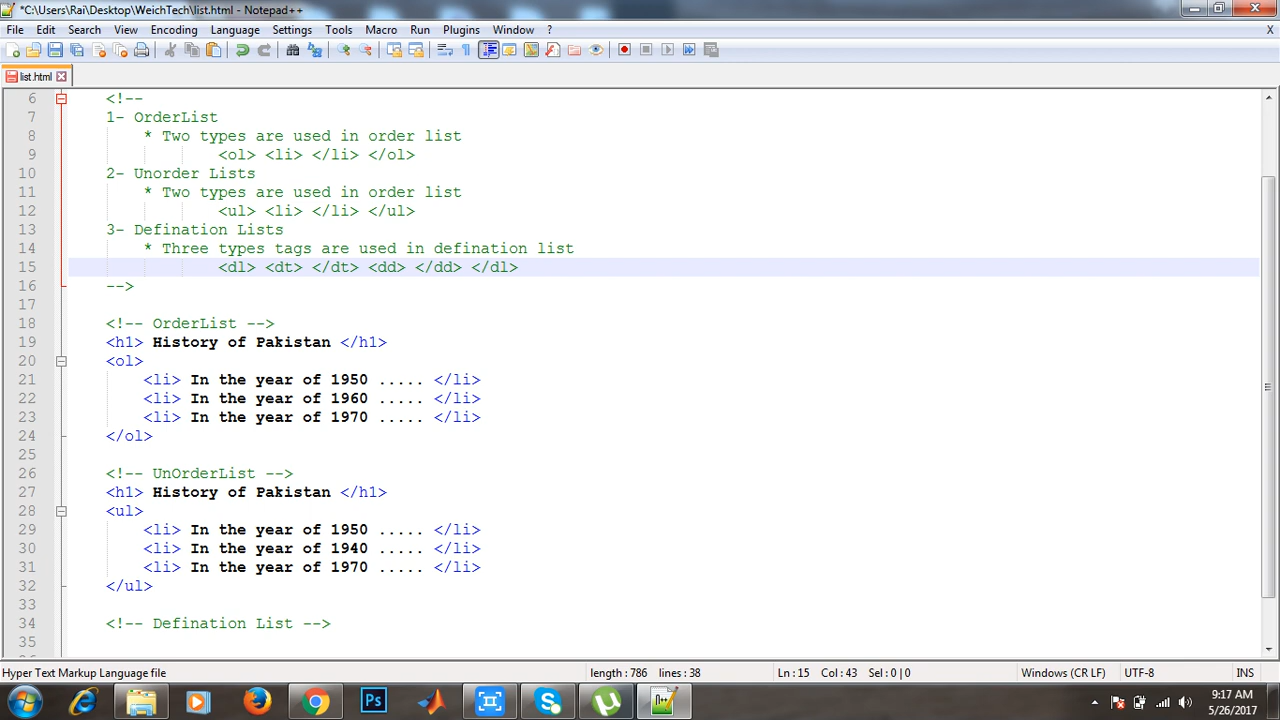 *C:\Users\Rai\Desktop\WeichTech\list.html - Notepad++
File Edit Search View Encoding Language Settings Tools Macro Run Plugins Window ? X
list.html
6 <!--
7 1- OrderList
8 * Two types are used in order list
9 <ol> <li> </li> </ol>
10 2- Unorder Lists
11 * Two types are used in order list
12 <ul> <li> </li> </ul>
13 3- Defination Lists
14 * Three types tags are used in defination list
15 <dl> <dt> </dt> <dd> </dd> </dl>
16 -->
17
18 <!-- OrderList -->
19 <h1> History of Pakistan </h1>
20 <ol>
21 <li> In the year of 1950 ..... </li>
22 <li> In the year of 1960 ..... </li>
23 <li> In the year of 1970 ..... </li>
24 </ol>
25
26 <!-- UnOrderList -->
27 <h1> History of Pakistan </h1>
28 <ul>
29 <li> In the year of 1950 ..... </li>
30 <li> In the year of 1940 ..... </li>
31 <li> In the year of 1970 ..... </li>
32 </ul>
33
34 <!-- Defination List -->
35
Hyper Text Markup Language file length : 786 lines : 38 Ln : 15 Col : 43 Sel : 0 | 0 Windows (CR LF) UTF-8 INS
Ps
9:17 AM
5/26/2017